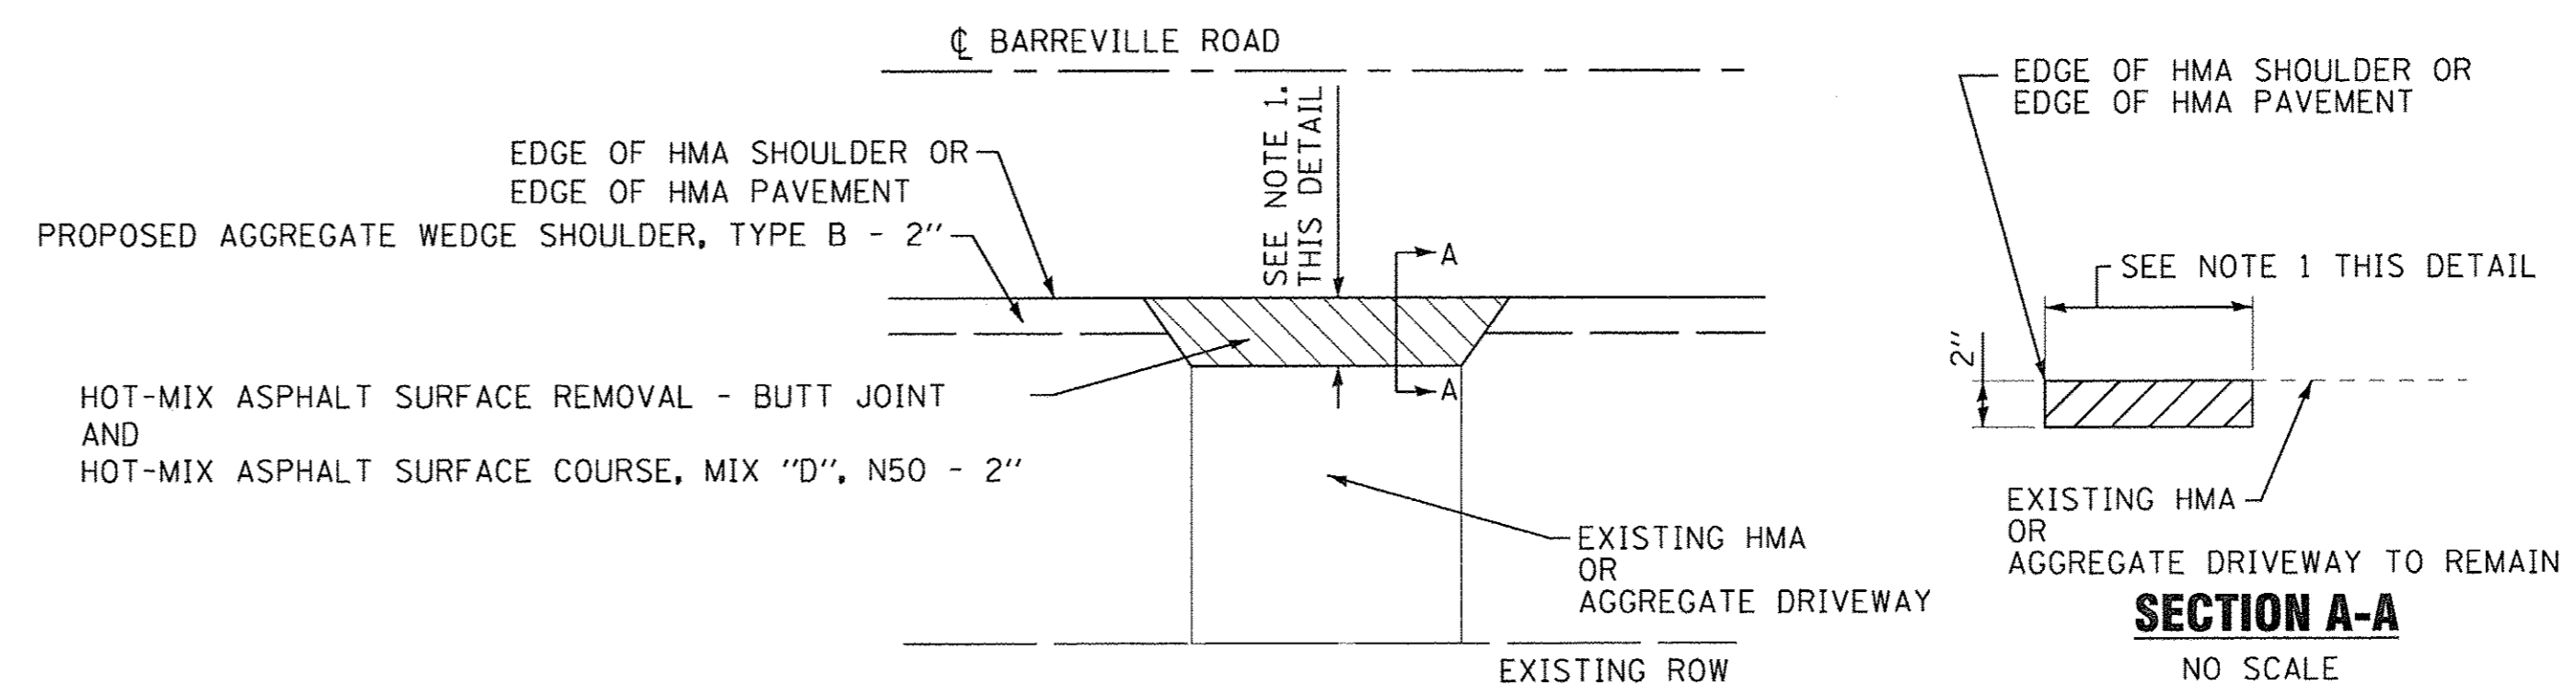 ℄ BARREVILLE ROAD
EDGE OF HMA SHOULDER OR
EDGE OF HMA PAVEMENT
PROPOSED AGGREGATE WEDGE SHOULDER, TYPE B - 2"
SEE NOTE 1.
THIS DETAIL
A
A
HOT-MIX ASPHALT SURFACE REMOVAL - BUTT JOINT
AND
HOT-MIX ASPHALT SURFACE COURSE, MIX "D", N50 - 2"
EXISTING HMA
OR
AGGREGATE DRIVEWAY
EXISTING ROW
EDGE OF HMA SHOULDER OR
EDGE OF HMA PAVEMENT
SEE NOTE 1 THIS DETAIL
2"
EXISTING HMA
OR
AGGREGATE DRIVEWAY TO REMAIN
SECTION A-A
NO SCALE